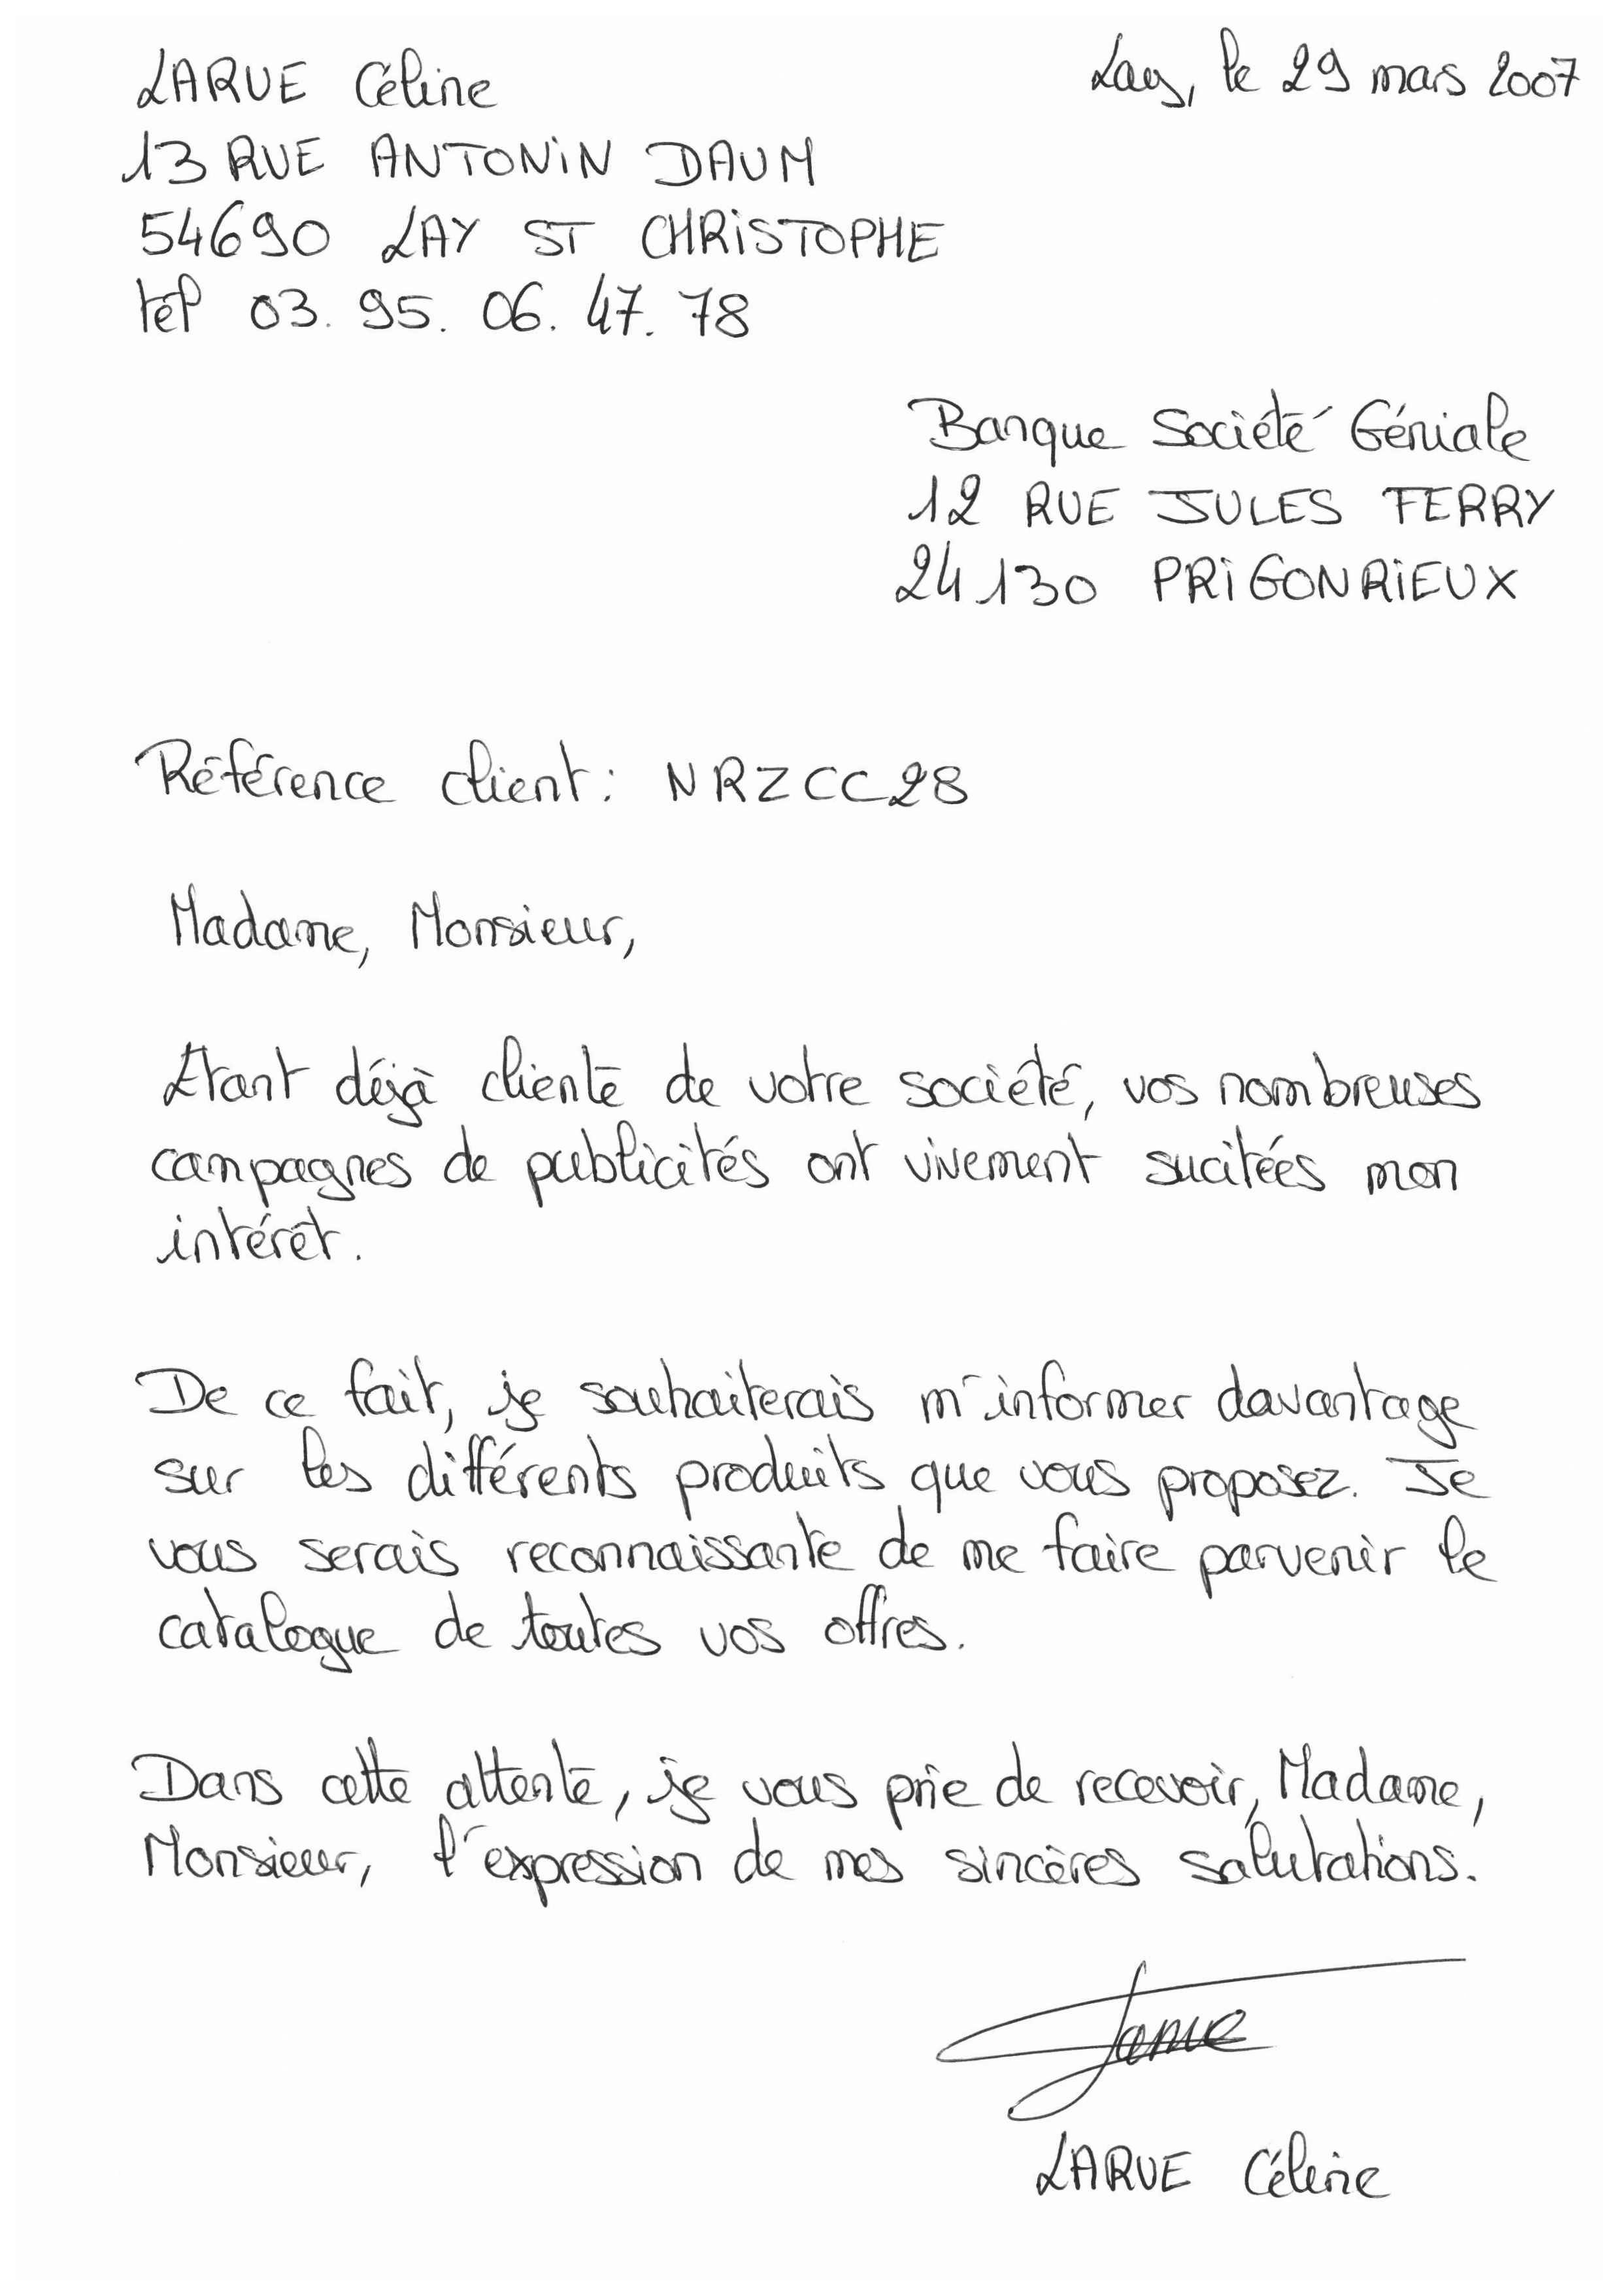 LARUE Céline
Lay, le 29 mars 2007
13 RUE ANTONIN DAUM
54690 LAY ST CHRISTOPHE
tél 03. 95. 06. 47. 78
Banque Société Géniale
12 RUE JULES FERRY
24130 PRIGONRIEUX
Référence client : NRZCC28
Madame, Monsieur,
Etant déjà cliente de votre société, vos nombreuses
campagnes de publicités ont vivement sucitées mon
intérêt.
De ce fait, je souhaiterais m'informer davantage
sur les différents produits que vous proposez. Je
vous serais reconnaissante de me faire parvenir le
catalogue de toutes vos offres.
Dans cette attente, je vous prie de recevoir, Madame,
Monsieur, l'expression de mes sincères salutations.
Larue
LARUE Céline